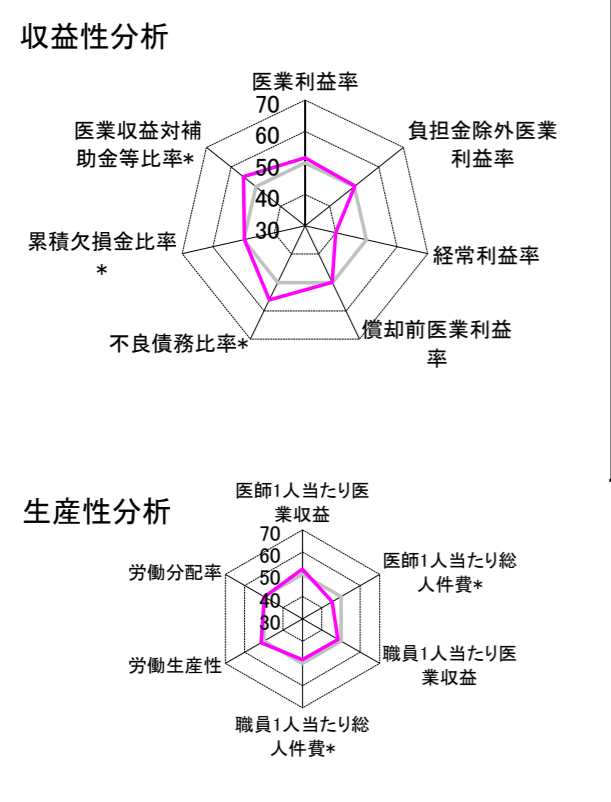 収益性分析
医業利益率
70
60
50
40
30
負担金除外医業
利益率
経常利益率
償却前医業利益
率
不良債務比率*
累積欠損金比率
*
医業収益対補
助金等比率*
生産性分析
医師1人当たり医
業収益
70
60
50
40
30
医師1人当たり総
人件費*
職員1人当たり医
業収益
職員1人当たり総
人件費*
労働生産性
労働分配率